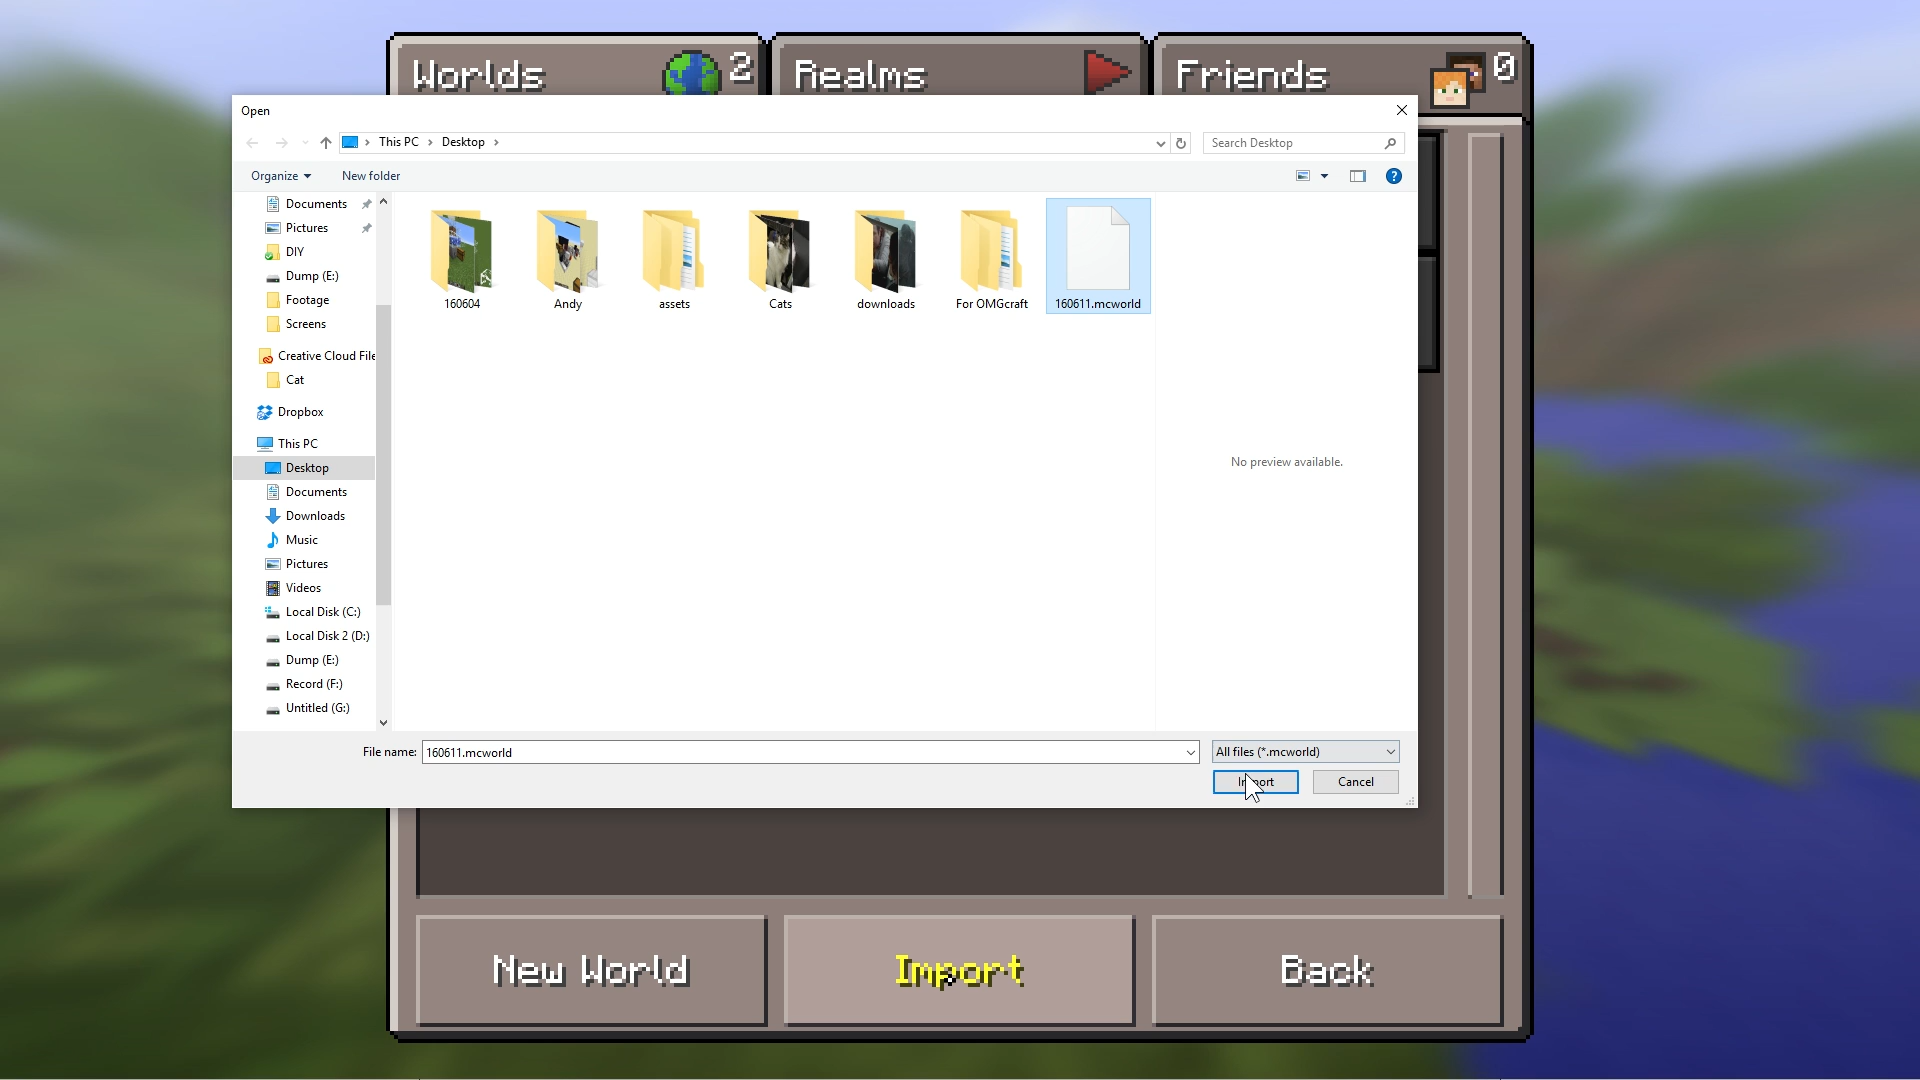 Worlds 2
Realms
Friends 0
Open
This PC
Desktop
Search Desktop
Organize
New folder
?
Documents
Pictures
DIY
Dump (E:)
Footage
Screens
Creative Cloud File
Cat
Dropbox
This PC
Desktop
Documents
Downloads
Music
Pictures
Videos
Local Disk (C:)
Local Disk 2 (D:)
Dump (E:)
Record (F:)
Untitled (G:)
160604
Andy
assets
Cats
downloads
For OMGcraft
160611.mcworld
No preview available.
File name: 160611.mcworld
All files (*.mcworld)
Import
Cancel
New World
Import
Back